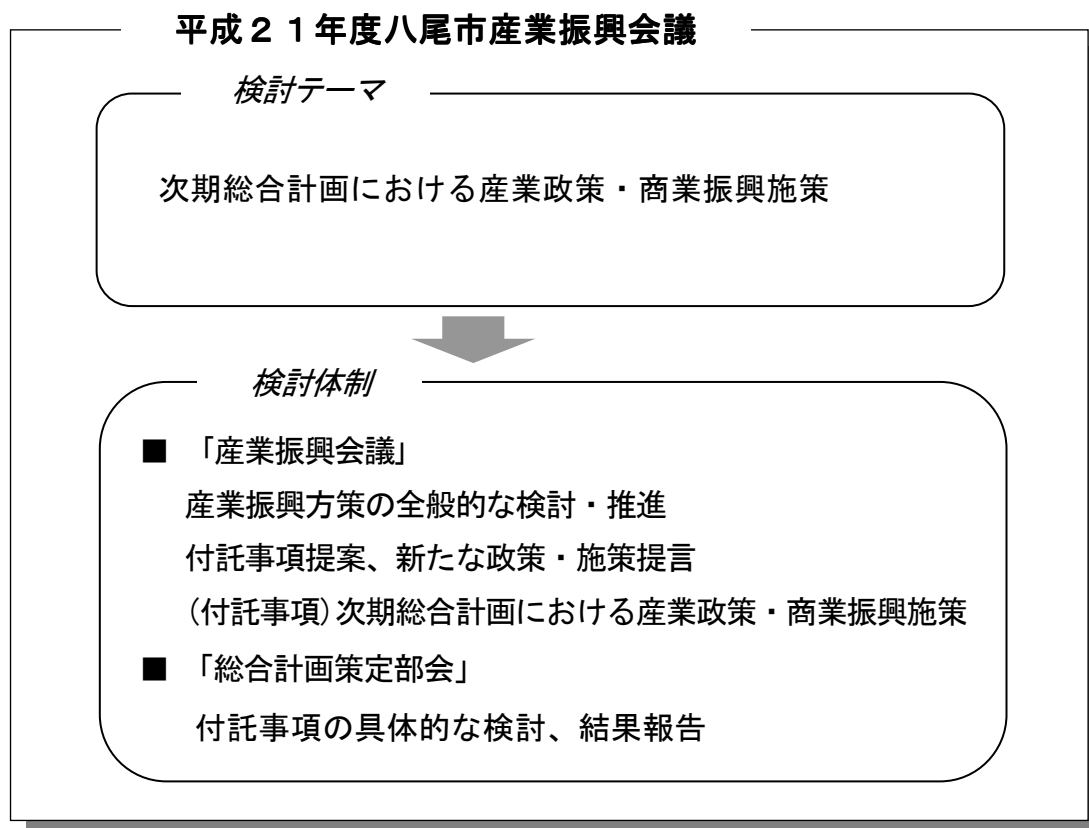 平成２１年度八尾市産業振興会議
検討テーマ
次期総合計画における産業政策・商業振興施策
検討体制
■ 「産業振興会議」
産業振興方策の全般的な検討・推進
付託事項提案、新たな政策・施策提言
(付託事項)次期総合計画における産業政策・商業振興施策
■ 「総合計画策定部会」
付託事項の具体的な検討、結果報告